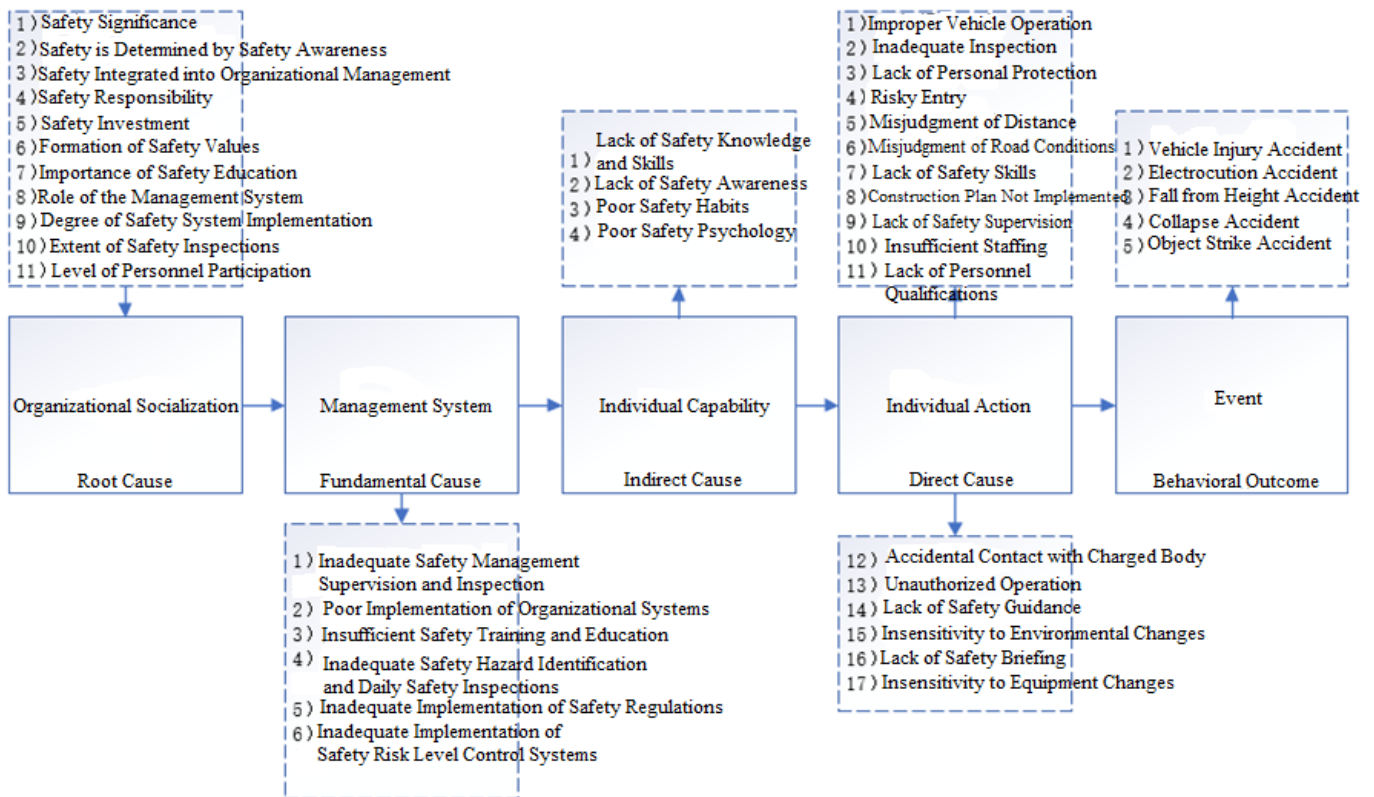 1) Safety Significance
2) Safety is Determined by Safety Awareness
3) Safety Integrated into Organizational Management
4) Safety Responsibility
5) Safety Investment
6) Formation of Safety Values
7) Importance of Safety Education
8) Role of the Management System
9) Degree of Safety System Implementation
10) Extent of Safety Inspections
11) Level of Personnel Participation
Lack of Safety Knowledge
1) and Skills
2) Lack of Safety Awareness
3) Poor Safety Habits
4) Poor Safety Psychology
1) Improper Vehicle Operation
2) Inadequate Inspection
3) Lack of Personal Protection
4) Risky Entry
5) Misjudgment of Distance
6) Misjudgment of Road Conditions
7) Lack of Safety Skills
8) Construction Plan Not Implemented
9) Lack of Safety Supervision
10) Insufficient Staffing
11) Lack of Personnel
Qualifications
1) Vehicle Injury Accident
2) Electrocution Accident
3) Fall from Height Accident
4) Collapse Accident
5) Object Strike Accident
Organizational Socialization
Root Cause
Management System
Fundamental Cause
Individual Capability
Indirect Cause
Individual Action
Direct Cause
Event
Behavioral Outcome
1) Inadequate Safety Management
Supervision and Inspection
2) Poor Implementation of Organizational Systems
3) Insufficient Safety Training and Education
4) Inadequate Safety Hazard Identification
and Daily Safety Inspections
5) Inadequate Implementation of Safety Regulations
6) Inadequate Implementation of
Safety Risk Level Control Systems
12) Accidental Contact with Charged Body
13) Unauthorized Operation
14) Lack of Safety Guidance
15) Insensitivity to Environmental Changes
16) Lack of Safety Briefing
17) Insensitivity to Equipment Changes